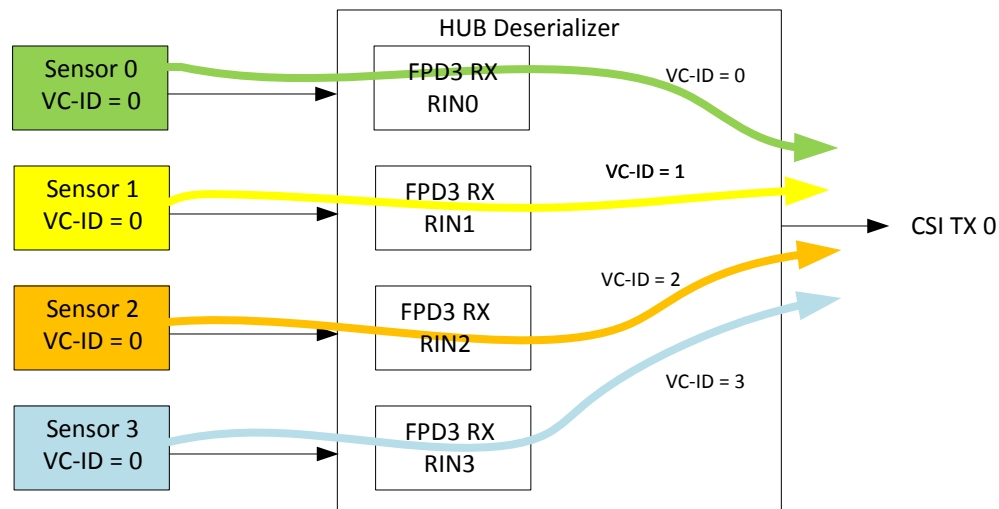 HUB Deserializer
Sensor 0
VC-ID = 0
FPD3 RX
RIN0
VC-ID = 0
Sensor 1
VC-ID = 0
FPD3 RX
RIN1
VC-ID = 1
CSI TX 0
Sensor 2
VC-ID = 0
FPD3 RX
RIN2
VC-ID = 2
Sensor 3
VC-ID = 0
FPD3 RX
RIN3
VC-ID = 3